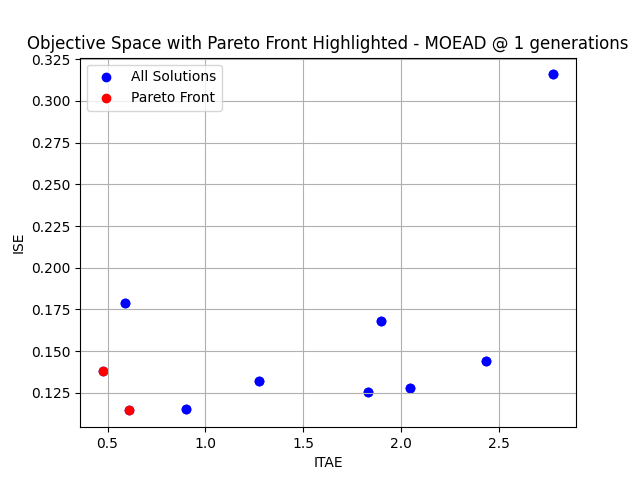 Objective Space with Pareto Front Highlighted - MOEAD @ 1 generations
All Solutions
Pareto Front
0.325
0.300
0.275
0.250
0.225
0.200
0.175
0.150
0.125
ISE
0.5
1.0
1.5
2.0
2.5
ITAE